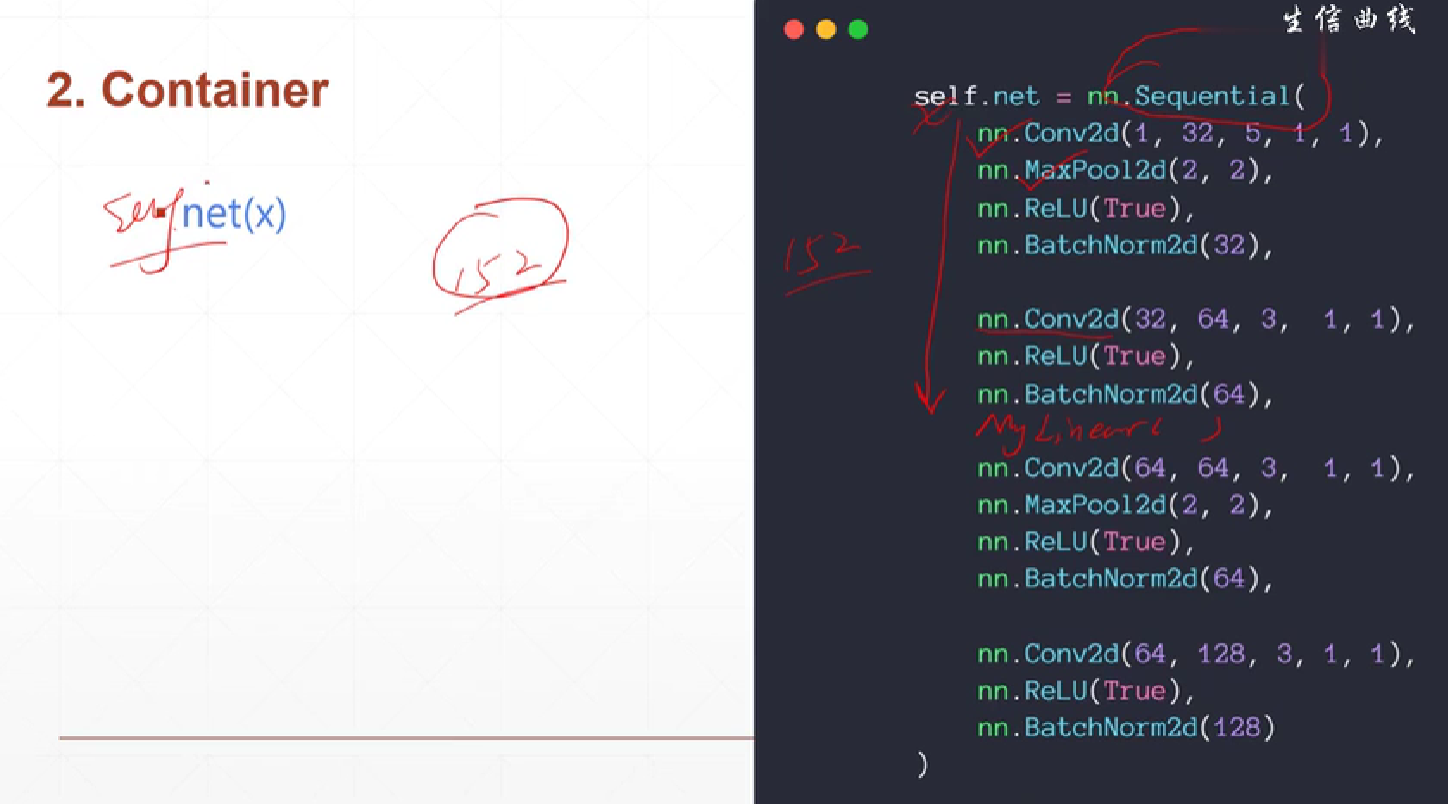 2. Container
self.net(x)
152
生信曲线
self.net = nn.Sequential(
nn.Conv2d(1, 32, 5, 1, 1),
nn.MaxPool2d(2, 2),
nn.ReLU(True),
nn.BatchNorm2d(32),
152
nn.Conv2d(32, 64, 3, 1, 1),
nn.ReLU(True),
nn.BatchNorm2d(64),
MyLinear( )
nn.Conv2d(64, 64, 3, 1, 1),
nn.MaxPool2d(2, 2),
nn.ReLU(True),
nn.BatchNorm2d(64),
nn.Conv2d(64, 128, 3, 1, 1),
nn.ReLU(True),
nn.BatchNorm2d(128)
)